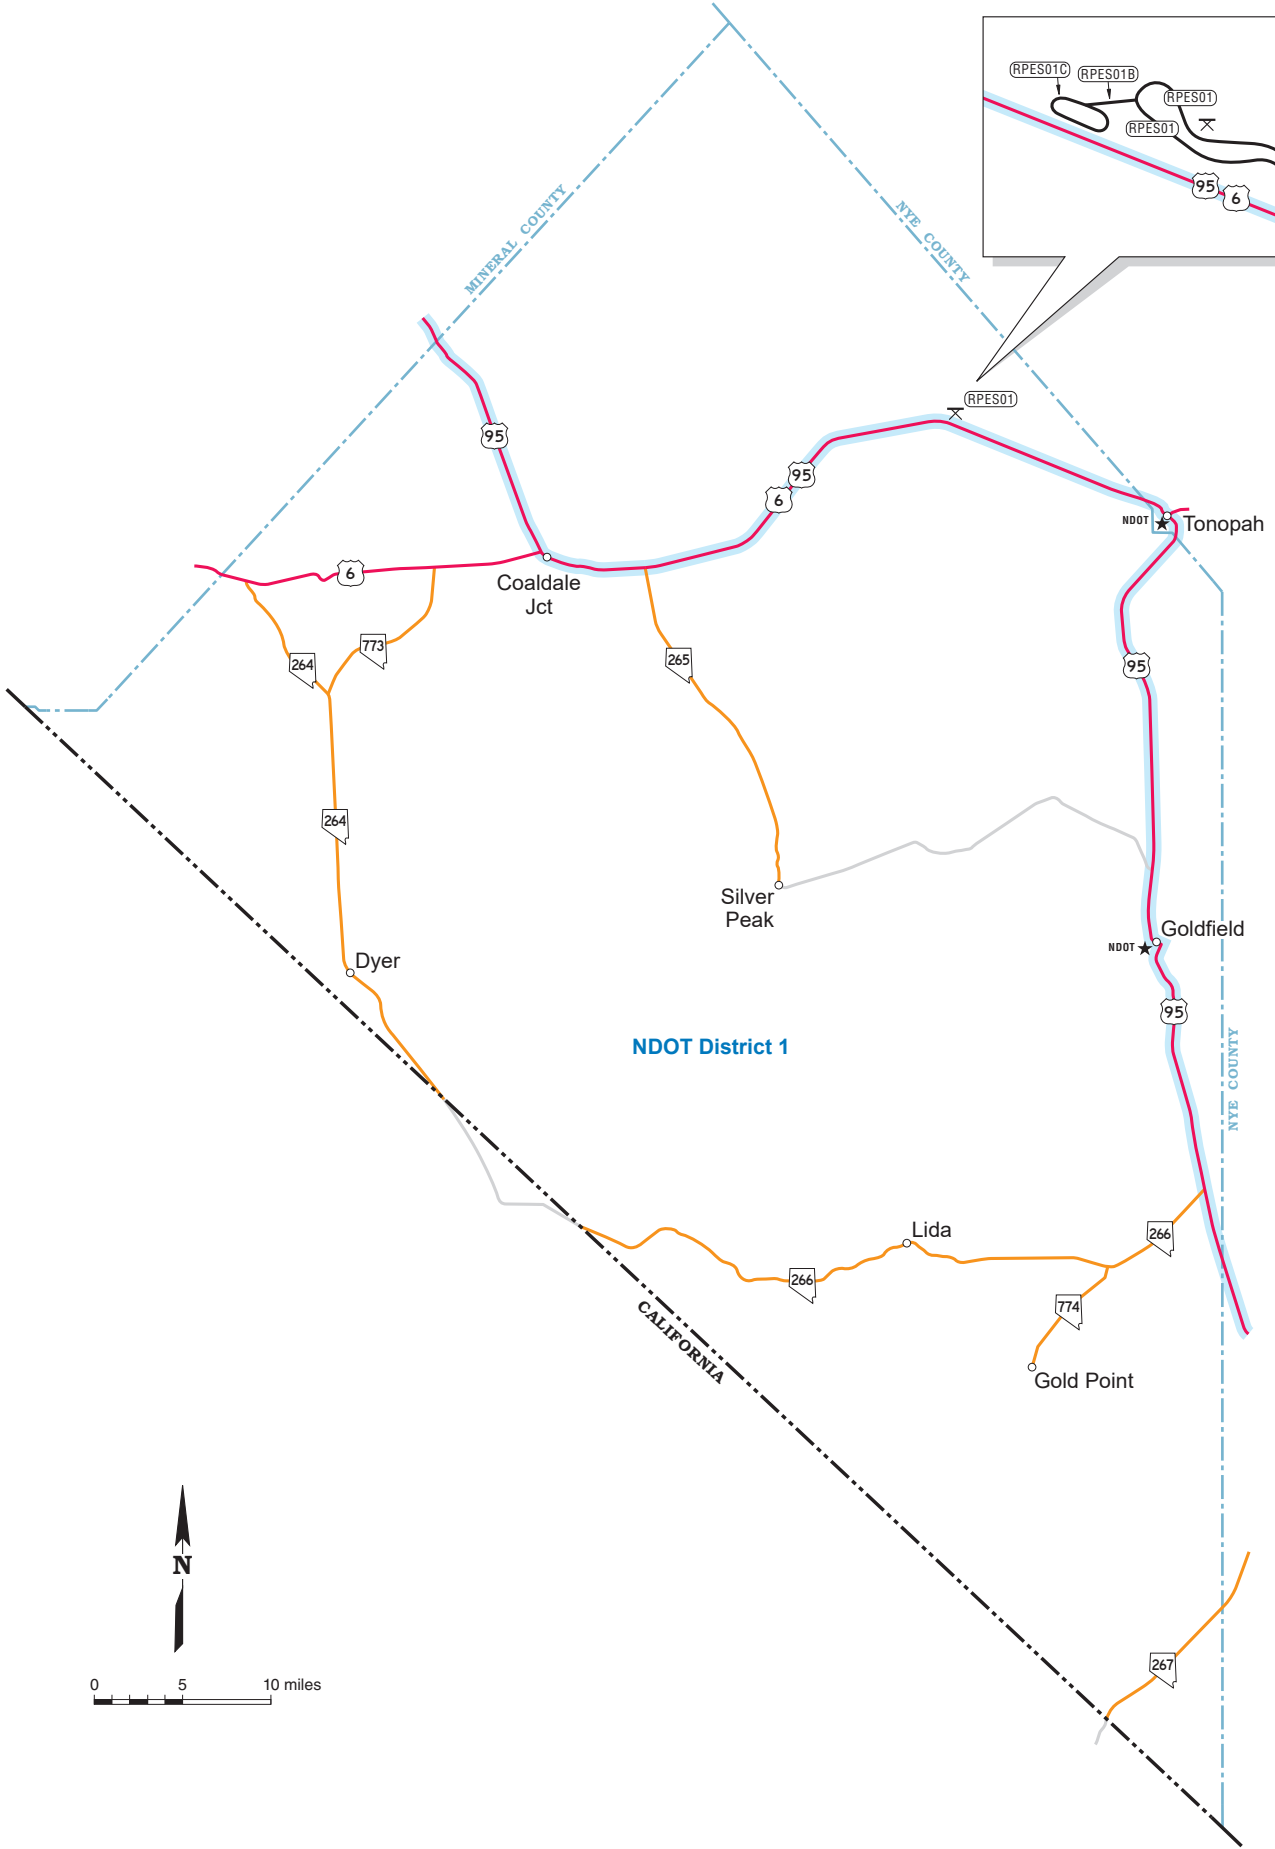 RPES01C
RPES01B
RPES01
RPES01
95
6
MINERAL COUNTY
NYE COUNTY
RPES01
95
95
6
NDOT
Tonopah
6
Coaldale
Jct
773
264
265
95
264
Silver
Peak
Goldfield
NDOT
Dyer
95
NDOT District 1
NYE COUNTY
Lida
266
266
774
CALIFORNIA
Gold Point
N
267
0 5 10 miles